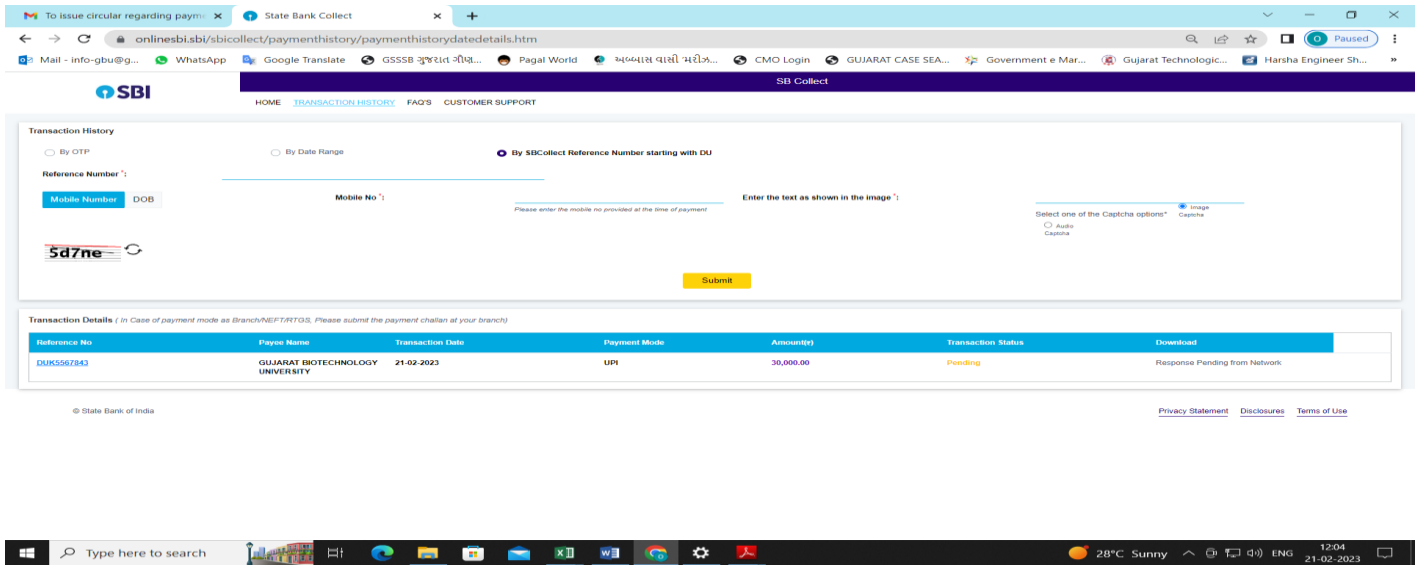 To issue circular regarding payme
State Bank Collect
onlinesbi.sbi/sbicollect/paymenthistory/paymenthistorydatedetails.htm
Paused
Mail - info-gbu@g... WhatsApp Google Translate GSSSB ગુજરાત ગૌણ... Pagal World CMO Login GUJARAT CASE SEA... Government e Mar... Gujarat Technologic... Harsha Engineer Sh... »
SBI
SB Collect
HOME TRANSACTION HISTORY FAQ'S CUSTOMER SUPPORT
Transaction History
By OTP By Date Range By SBCollect Reference Number starting with DU
Reference Number *:
Mobile Number DOB Mobile No *: Enter the text as shown in the image *:
Please enter the mobile no provided at the time of payment
Select one of the Captcha options* Image Captcha
Audio Captcha
5d7ne
Submit
Transaction Details ( In Case of payment mode as Branch/NEFT/RTGS, Please submit the payment challan at your branch)
Reference No Payee Name Transaction Date Payment Mode Amount(₹) Transaction Status Download
DUK5567843 GUJARAT BIOTECHNOLOGY UNIVERSITY 21-02-2023 UPI 30,000.00 Pending Response Pending from Network
© State Bank of India
Privacy Statement Disclosures Terms of Use
Type here to search
28°C Sunny ENG 12:04
21-02-2023